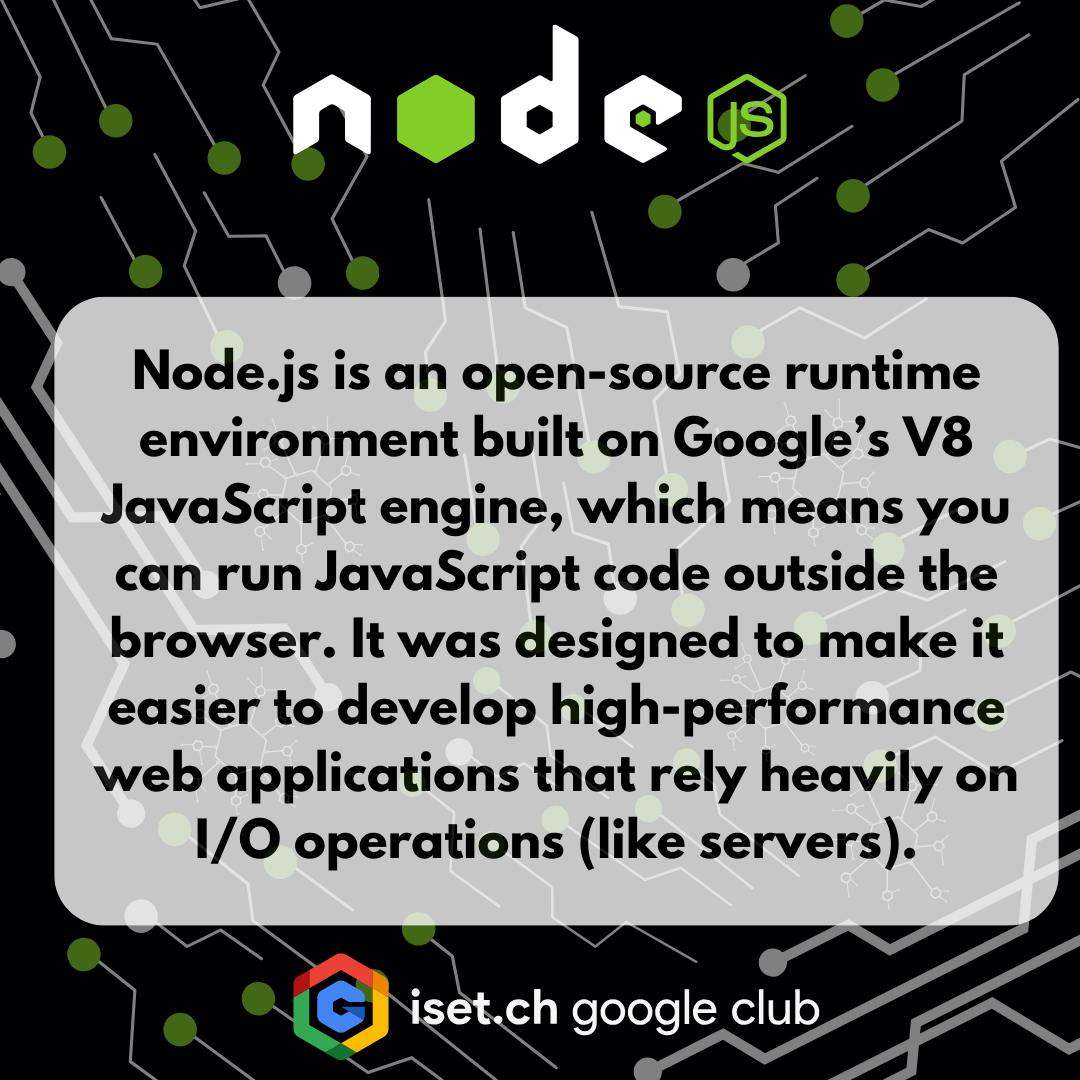 node JS
Node.js is an open-source runtime
environment built on Google’s V8
JavaScript engine, which means you
can run JavaScript code outside the
browser. It was designed to make it
easier to develop high-performance
web applications that rely heavily on
I/O operations (like servers).
G iset.ch google club